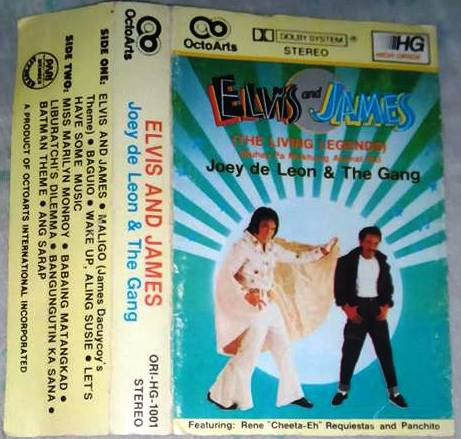 SIDE ONE: ELVIS AND JAMES ● MALIGO (James Dacuycoy's
Theme) ● BAGUIO ● WAKE UP, ALING SUSIE ● LET'S
HAVE SOME MUSIC
SIDE TWO: MISS MARILYN MONROY ● BABAING MATANGKAD ●
LIBURATCHI'S DILEMMA ● BANGUNGUTIN KA SANA ●
BATMAN THEME ● ANG SARAP
A PRODUCT OF OCTOARTS INTERNATIONAL INCORPORATED
OctoArts
ELVIS AND JAMES
Joey de Leon & The Gang
ORI-HG-1001
STEREO
OctoArts
DOLBY SYSTEM ®
STEREO
HG
HIGH GRADE
ELVIS and JAMES
(THE LIVING LEGENDS)
Joey de Leon & The Gang
Featuring: Rene "Cheeta-Eh" Requiestas and Panchito